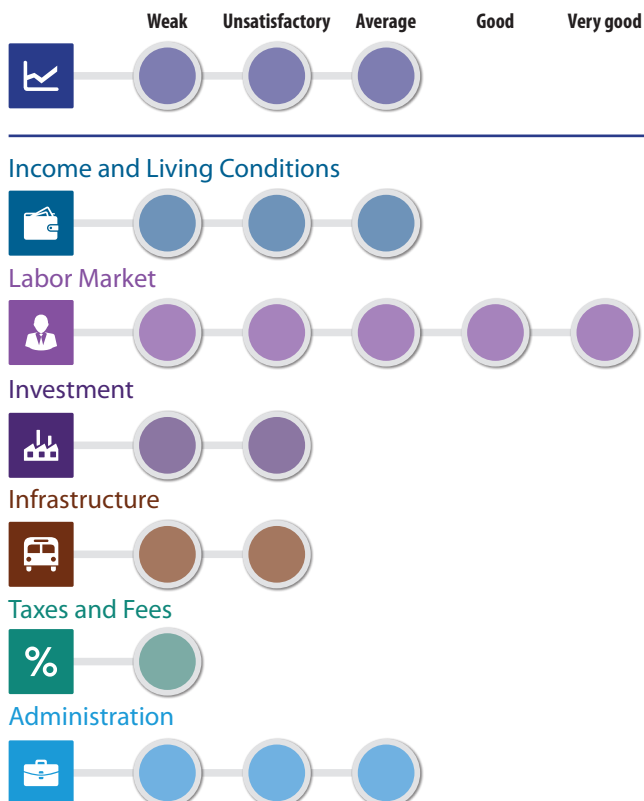 Weak Unsatisfactory Average Good Very good
Income and Living Conditions
Labor Market
Investment
Infrastructure
Taxes and Fees
%
Administration